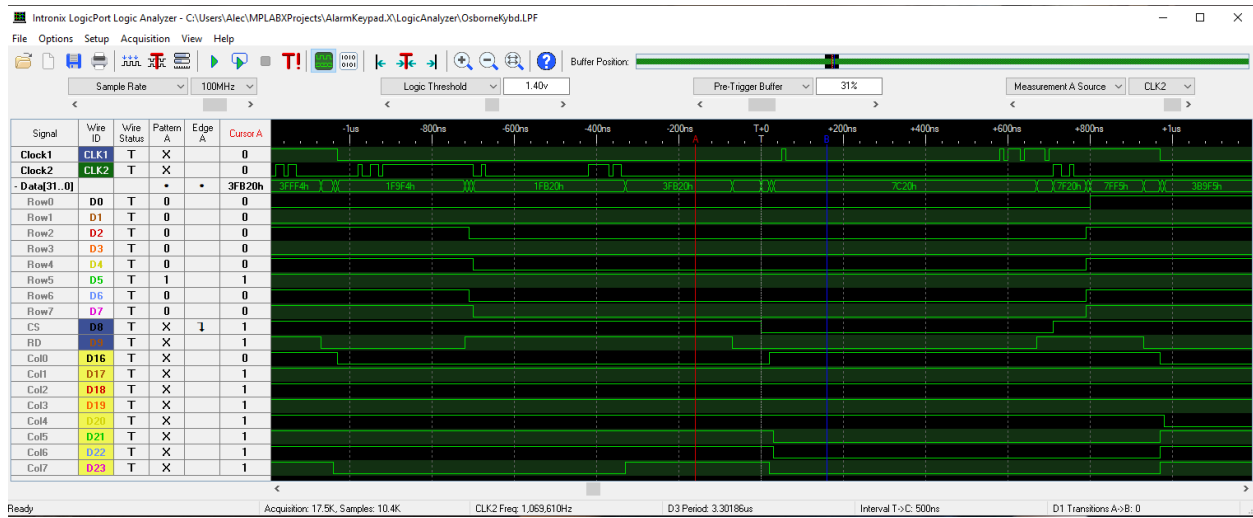 Intronix LogicPort Logic Analyzer - C:\Users\Alec\MPLABXProjects\AlarmKeypad.X\LogicAnalyzer\OsborneKybd.LPF
File Options Setup Acquisition View Help
T! Buffer Position:
Sample Rate 100MHz Logic Threshold 1.40v Pre-Trigger Buffer 31% Measurement A Source CLK2
Signal Wire ID Wire Status Pattern A Edge A Cursor A -1us -800ns -600ns -400ns -200ns T+0 +200ns +400ns +600ns +800ns +1us
A T B
Clock1 CLK1 T X 0
Clock2 CLK2 T X 0
- Data[31..0] • • 3FB20h 3FFF4h 1F9F4h 1FB20h 3FB20h 7C20h 7F20h 7FF5h 3B9F5h
Row0 D0 T 0 0
Row1 D1 T 0 0
Row2 D2 T 0 0
Row3 D3 T 0 0
Row4 D4 T 0 0
Row5 D5 T 1 1
Row6 D6 T 0 0
Row7 D7 T 0 0
CS D8 T X 1
RD D9 T X 1
Col0 D16 T X 0
Col1 D17 T X 1
Col2 D18 T X 1
Col3 D19 T X 1
Col4 D20 T X 1
Col5 D21 T X 1
Col6 D22 T X 1
Col7 D23 T X 1
Ready Acquisition: 17.5K, Samples: 10.4K CLK2 Freq: 1,069,610Hz D3 Period: 3.30186us Interval T->C: 500ns D1 Transitions A->B: 0